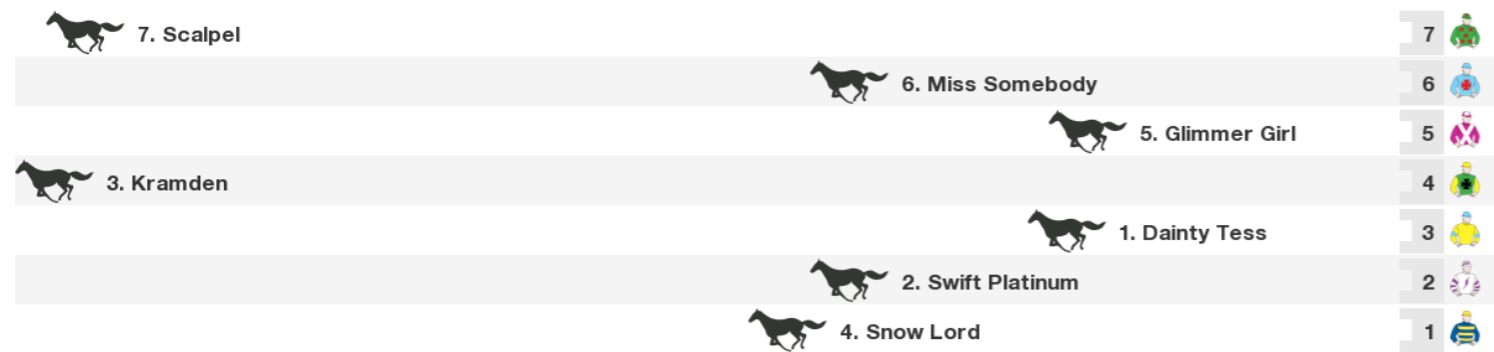 7. Scalpel 7
6. Miss Somebody 6
5. Glimmer Girl 5
3. Kramden 4
1. Dainty Tess 3
2. Swift Platinum 2
4. Snow Lord 1